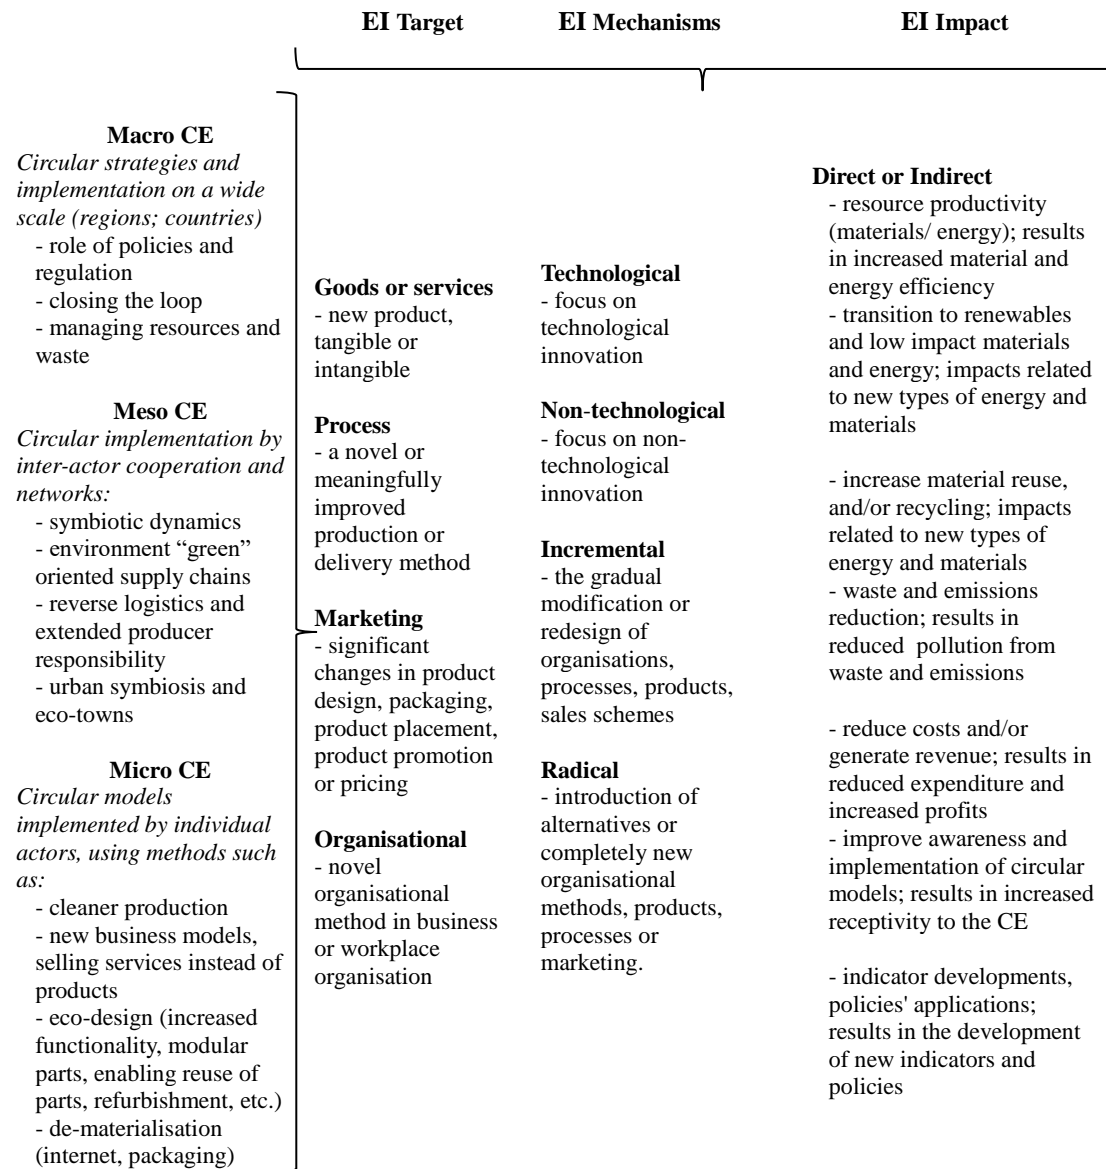 EI Target
EI Mechanisms
EI Impact
Macro CE
Circular strategies and
implementation on a wide
scale (regions; countries)
- role of policies and
regulation
- closing the loop
- managing resources and
waste
Meso CE
Circular implementation by
inter-actor cooperation and
networks:
- symbiotic dynamics
- environment “green”
oriented supply chains
- reverse logistics and
extended producer
responsibility
- urban symbiosis and
eco-towns
Micro CE
Circular models
implemented by individual
actors, using methods such
as:
- cleaner production
- new business models,
selling services instead of
products
- eco-design (increased
functionality, modular
parts, enabling reuse of
parts, refurbishment, etc.)
- de-materialisation
(internet, packaging)
Goods or services
- new product,
tangible or
intangible
Process
- a novel or
meaningfully
improved
production or
delivery method
Marketing
- significant
changes in product
design, packaging,
product placement,
product promotion
or pricing
Organisational
- novel
organisational
method in business
or workplace
organisation
Technological
- focus on
technological
innovation
Non-technological
- focus on non-
technological
innovation
Incremental
- the gradual
modification or
redesign of
organisations,
processes, products,
sales schemes
Radical
- introduction of
alternatives or
completely new
organisational
methods, products,
processes or
marketing.
Direct or Indirect
- resource productivity
(materials/ energy); results
in increased material and
energy efficiency
- transition to renewables
and low impact materials
and energy; impacts related
to new types of energy and
materials
- increase material reuse,
and/or recycling; impacts
related to new types of
energy and materials
- waste and emissions
reduction; results in
reduced pollution from
waste and emissions
- reduce costs and/or
generate revenue; results in
reduced expenditure and
increased profits
- improve awareness and
implementation of circular
models; results in increased
receptivity to the CE
- indicator developments,
policies' applications;
results in the development
of new indicators and
policies